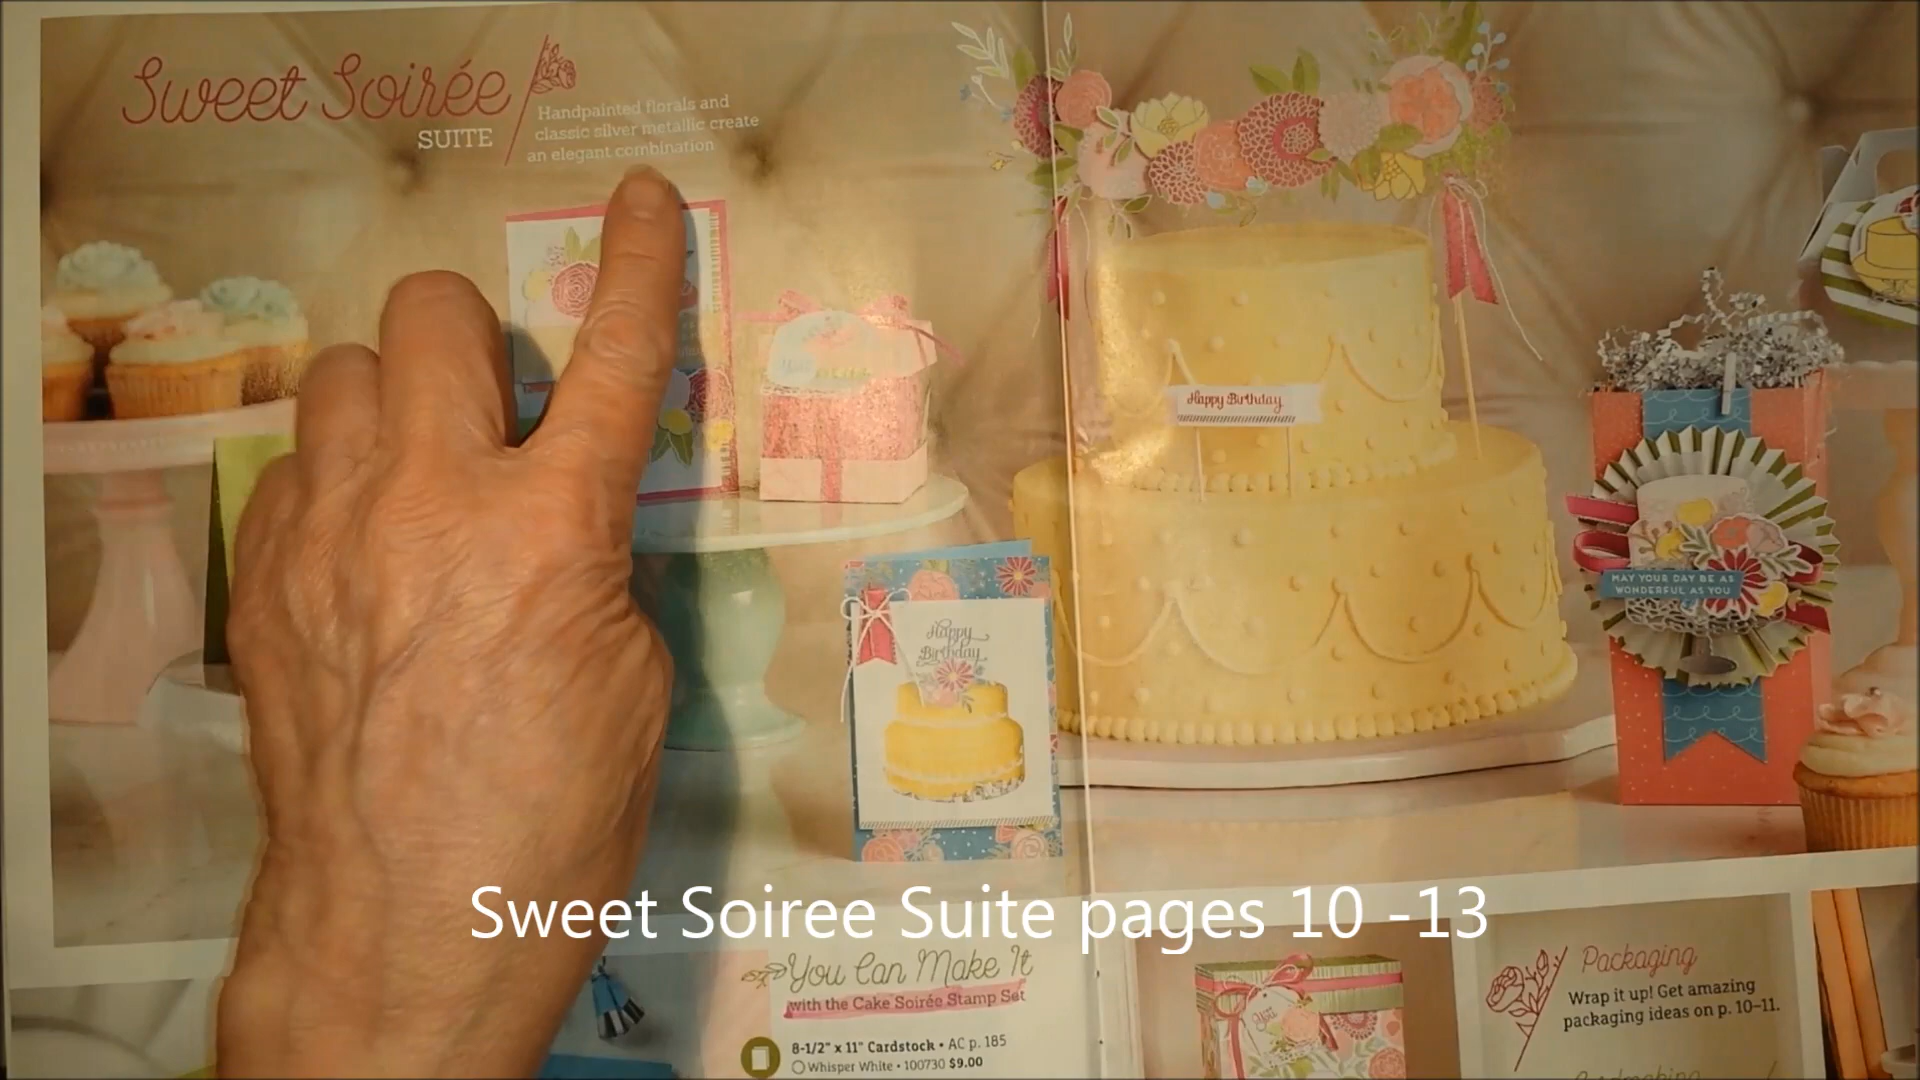 Sweet Soirée
SUITE
Handpainted florals and
classic silver metallic create
an elegant combination
Happy Birthday
MAY YOUR DAY BE AS
WONDERFUL AS YOU
Happy
Birthday
Sweet Soiree Suite pages 10 -13
You Can Make It
with the Cake Soirée Stamp Set
8-1/2" x 11" Cardstock • AC p. 185
Whisper White • 100730 $9.00
You
Packaging
Wrap it up! Get amazing
packaging ideas on p. 10–11.